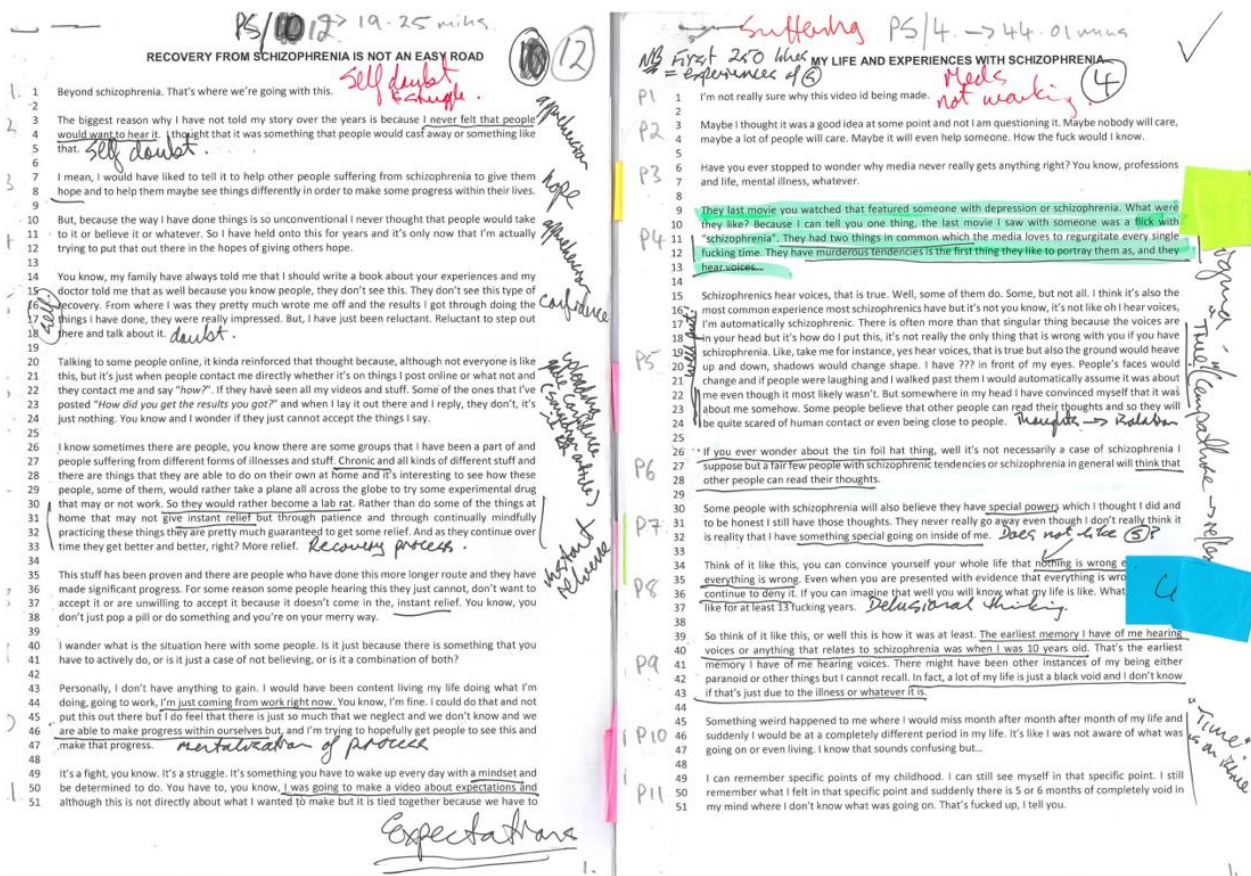 PS/ 12 → 19.25 mins.
12
RECOVERY FROM SCHIZOPHRENIA IS NOT AN EASY ROAD
Self doubt
struggle.
1 Beyond schizophrenia. That's where we're going with this.
2
3 The biggest reason why I have not told my story over the years is because I never felt that people
4 would want to hear it. I thought that it was something that people would cast away or something like
5 that. Self doubt.
apprehension
6
7 I mean, I would have liked to tell it to help other people suffering from schizophrenia to give them
8 hope and to help them maybe see things differently in order to make some progress within their lives.
hope
9
10 But, because the way I have done things is so unconventional I never thought that people would take
11 to it or believe it or whatever. So I have held onto this for years and it's only now that I'm actually
12 trying to put that out there in the hopes of giving others hope.
apprehension
13
14 You know, my family have always told me that I should write a book about your experiences and my
15 doctor told me that as well because you know people, they don't see this. They don't see this type of
16 recovery. From where I was they pretty much wrote me off and the results I got through doing the
17 things I have done, they were really impressed. But, I have just been reluctant. Reluctant to step out
18 there and talk about it. doubt.
self
confidence
19
20 Talking to some people online, it kinda reinforced that thought because, although not everyone is like
21 this, but it's just when people contact me directly whether it's on things I post online or what not and
22 they contact me and say "how?". If they have seen all my videos and stuff. Some of the ones that I've
23 posted "How did you get the results you got?" and when I lay it out there and I reply, they don't, it's
24 just nothing. You know and I wonder if they just cannot accept the things I say.
25
26 I know sometimes there are people, you know there are some groups that I have been a part of and
27 people suffering from different forms of illnesses and stuff. Chronic and all kinds of different stuff and
28 there are things that they are able to do on their own at home and it's interesting to see how these
29 people, some of them, would rather take a plane all across the globe to try some experimental drug
30 that may or not work. So they would rather become a lab rat. Rather than do some of the things at
31 home that may not give instant relief but through patience and through continually mindfully
32 practicing these things they are pretty much guaranteed to get some relief. And as they continue over
33 time they get better and better, right? More relief. Recovery process.
instant
34
35 This stuff has been proven and there are people who have done this more longer route and they have
36 made significant progress. For some reason some people hearing this they just cannot, don't want to
37 accept it or are unwilling to accept it because it doesn't come in the, instant relief. You know, you
38 don't just pop a pill or do something and you're on your merry way.
39
40 I wander what is the situation here with some people. Is it just because there is something that you
41 have to actively do, or is it just a case of not believing, or is it a combination of both?
42
43 Personally, I don't have anything to gain. I would have been content living my life doing what I'm
44 doing, going to work, I'm just coming from work right now. You know, I'm fine. I could do that and not
45 put this out there but I do feel that there is just so much that we neglect and we don't know and we
46 are able to make progress within ourselves but, and I'm trying to hopefully get people to see this and
47 make that progress. mentalization of process
48
49 It's a fight, you know. It's a struggle. It's something you have to wake up every day with a mindset and
50 be determined to do. You have to, you know, I was going to make a video about expectations and
51 although this is not directly about what I wanted to make but it is tied together because we have to
Expectations
1.
Suffering PS/4. → 44.01 mins
NB First 250 lines
= experiences of S
MY LIFE AND EXPERIENCES WITH SCHIZOPHRENIA
4
Meds
not working.
P1 1 I'm not really sure why this video id being made.
2
P2 3 Maybe I thought it was a good idea at some point and not I am questioning it. Maybe nobody will care,
4 maybe a lot of people will care. Maybe it will even help someone. How the fuck would I know.
5
P3 6 Have you ever stopped to wonder why media never really gets anything right? You know, professions
7 and life, mental illness, whatever.
8
9 They last movie you watched that featured someone with depression or schizophrenia. What were
10 they like? Because I can tell you one thing, the last movie I saw with someone was a flick with
P4 11 "schizophrenia". They had two things in common which the media loves to regurgitate every single
12 fucking time. They have murderous tendencies is the first thing they like to portray them as, and they
13 hear voices...
14
15 Schizophrenics hear voices, that is true. Well, some of them do. Some, but not all. I think it's also the
16 most common experience most schizophrenics have but it's not you know, it's not like oh I hear voices,
17 I'm automatically schizophrenic. There is often more than that singular thing because the voices are
18 in your head but it's how do I put this, it's not really the only thing that is wrong with you if you have
P5 19 schizophrenia. Like, take me for instance, yes hear voices, that is true but also the ground would heave
20 up and down, shadows would change shape. I have ??? in front of my eyes. People's faces would
21 change and if people were laughing and I walked past them I would automatically assume it was about
22 me even though it most likely wasn't. But somewhere in my head I have convinced myself that it was
23 about me somehow. Some people believe that other people can read their thoughts and so they will
24 be quite scared of human contact or even being close to people. Thoughts →
well put.
25
P6 26 If you ever wonder about the tin foil hat thing, well it's not necessarily a case of schizophrenia I
27 suppose but a fair few people with schizophrenic tendencies or schizophrenia in general will think that
28 other people can read their thoughts.
29
30 Some people with schizophrenia will also believe they have special powers which I thought I did and
P7 31 to be honest I still have those thoughts. They never really go away even though I don't really think it
32 is reality that I have something special going on inside of me. Does not like S?
33
34 Think of it like this, you can convince yourself your whole life that nothing is wrong
P8 35 everything is wrong. Even when you are presented with evidence that everything is
36 continue to deny it. If you can imagine that well you will know what my life is like. What
37 like for at least 13 fucking years. Delusional thinking.
38
39 So think of it like this, or well this is how it was at least. The earliest memory I have of me hearing
40 voices or anything that relates to schizophrenia was when I was 10 years old. That's the earliest
P9 41 memory I have of me hearing voices. There might have been other instances of my being either
42 paranoid or other things but I cannot recall. In fact, a lot of my life is just a black void and I don't know
43 if that's just due to the illness or whatever it is.
44
45 Something weird happened to me where I would miss month after month after month of my life and
P10 46 suddenly I would be at a completely different period in my life. It's like I was not aware of what was
47 going on or even living. I know that sounds confusing but...
"Time"
is an issue
48
49 I can remember specific points of my childhood. I can still see myself in that specific point. I still
P11 50 remember what I felt in that specific point and suddenly there is 5 or 6 months of completely void in
51 my mind where I don't know what was going on. That's fucked up, I tell you.
1.